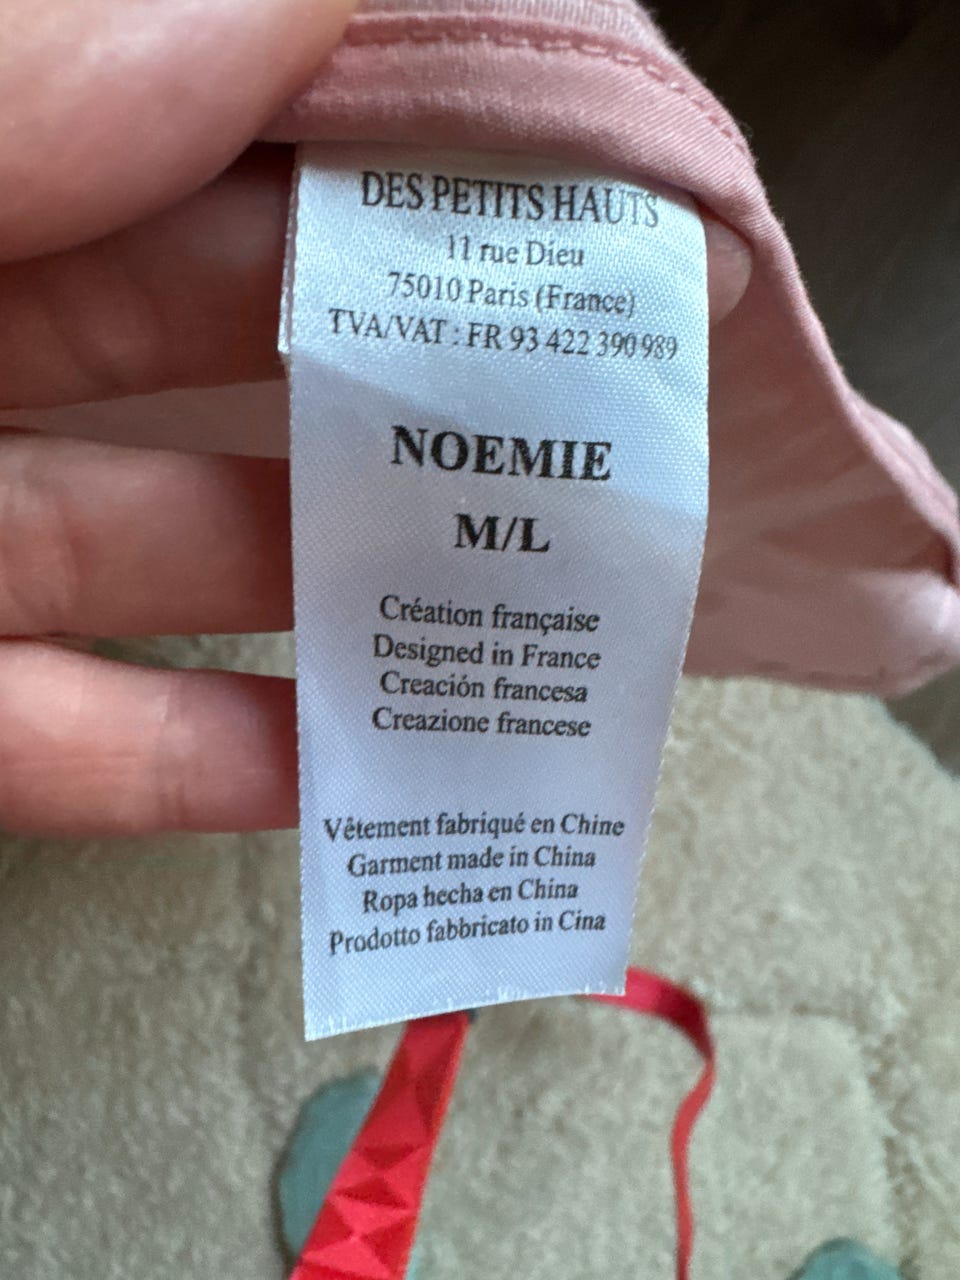 DES PETITS HAUTS
11 rue Dieu
75010 Paris (France)
TVA/VAT : FR 93 422 390 989
NOEMIE
M/L
Création française
Designed in France
Creación francesa
Creazione francese
Vêtement fabriqué en Chine
Garment made in China
Ropa hecha en China
Prodotto fabbricato in Cina